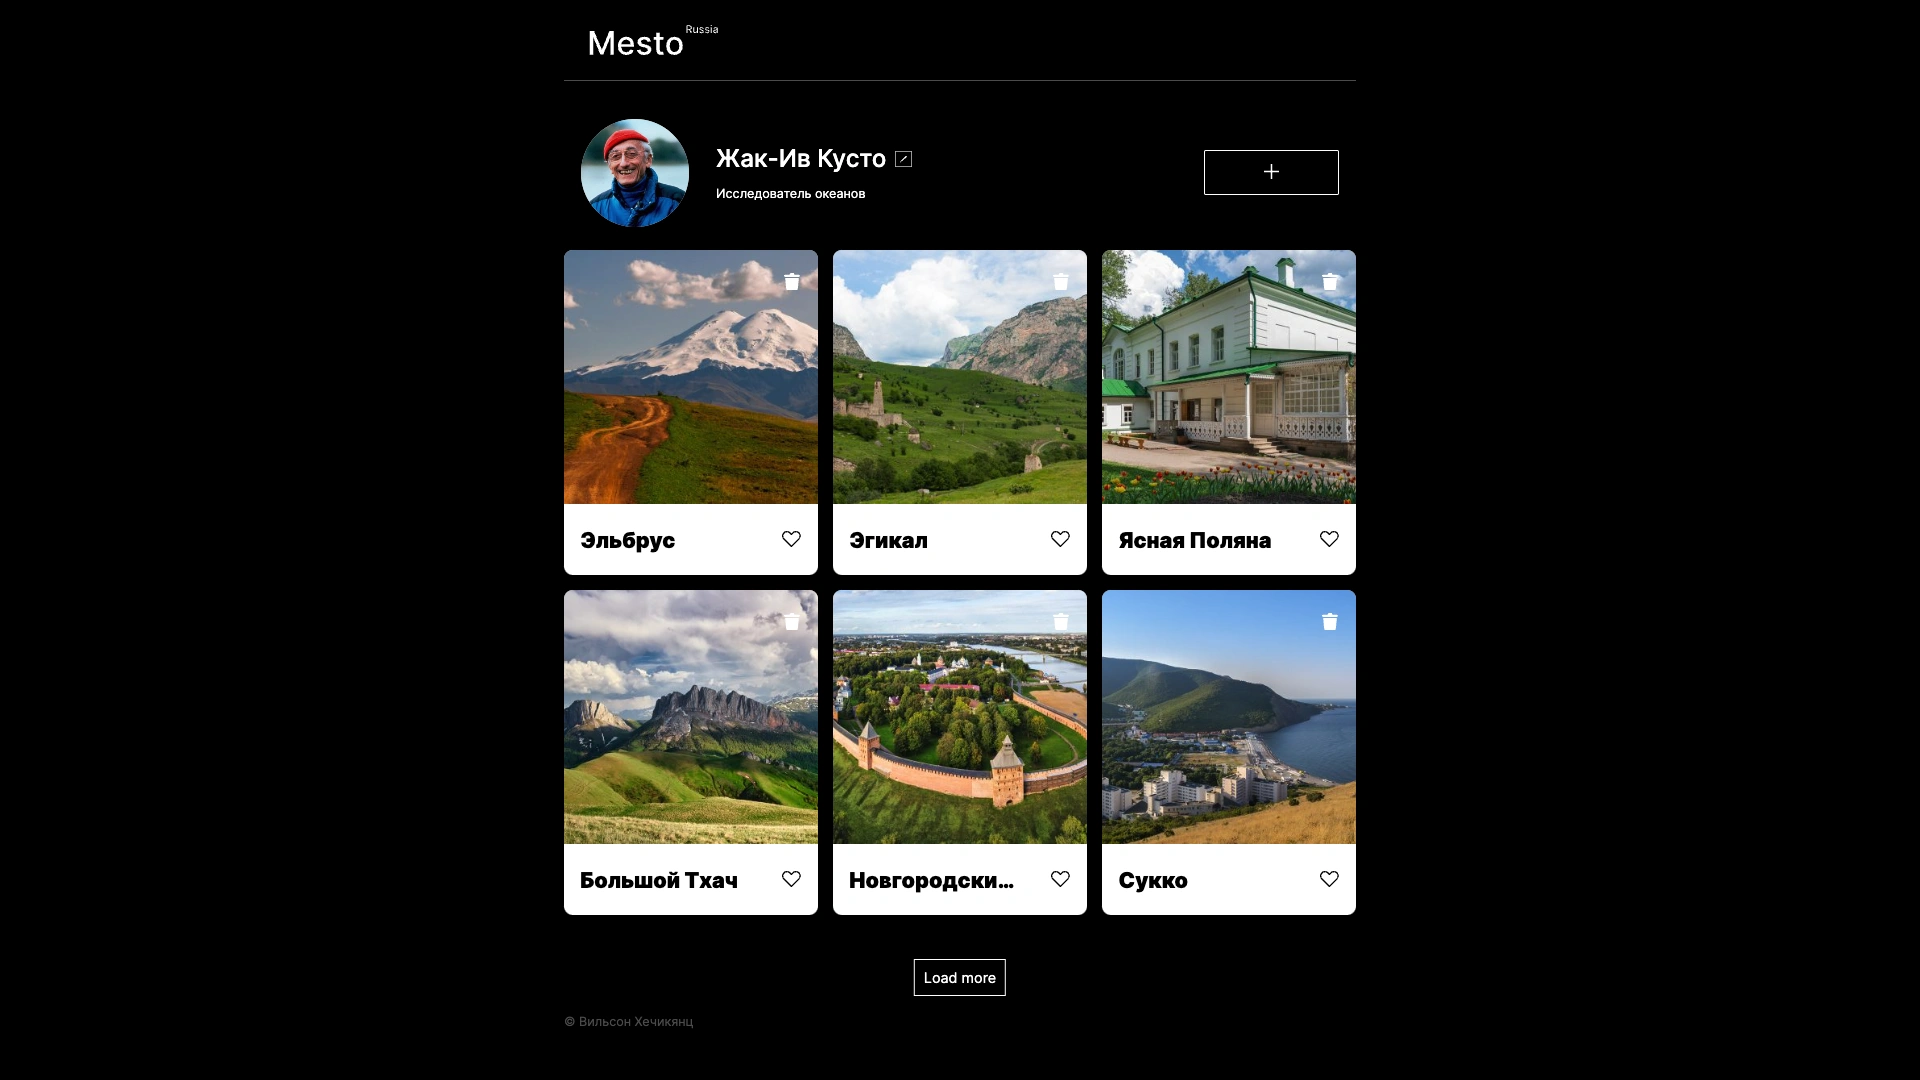 Mesto Russia
Жак-Ив Кусто
Исследователь океанов
Эльбрус
Эгикал
Ясная Поляна
Большой Тхач
Новгородски...
Сукко
Load more
© Вильсон Хечикянц